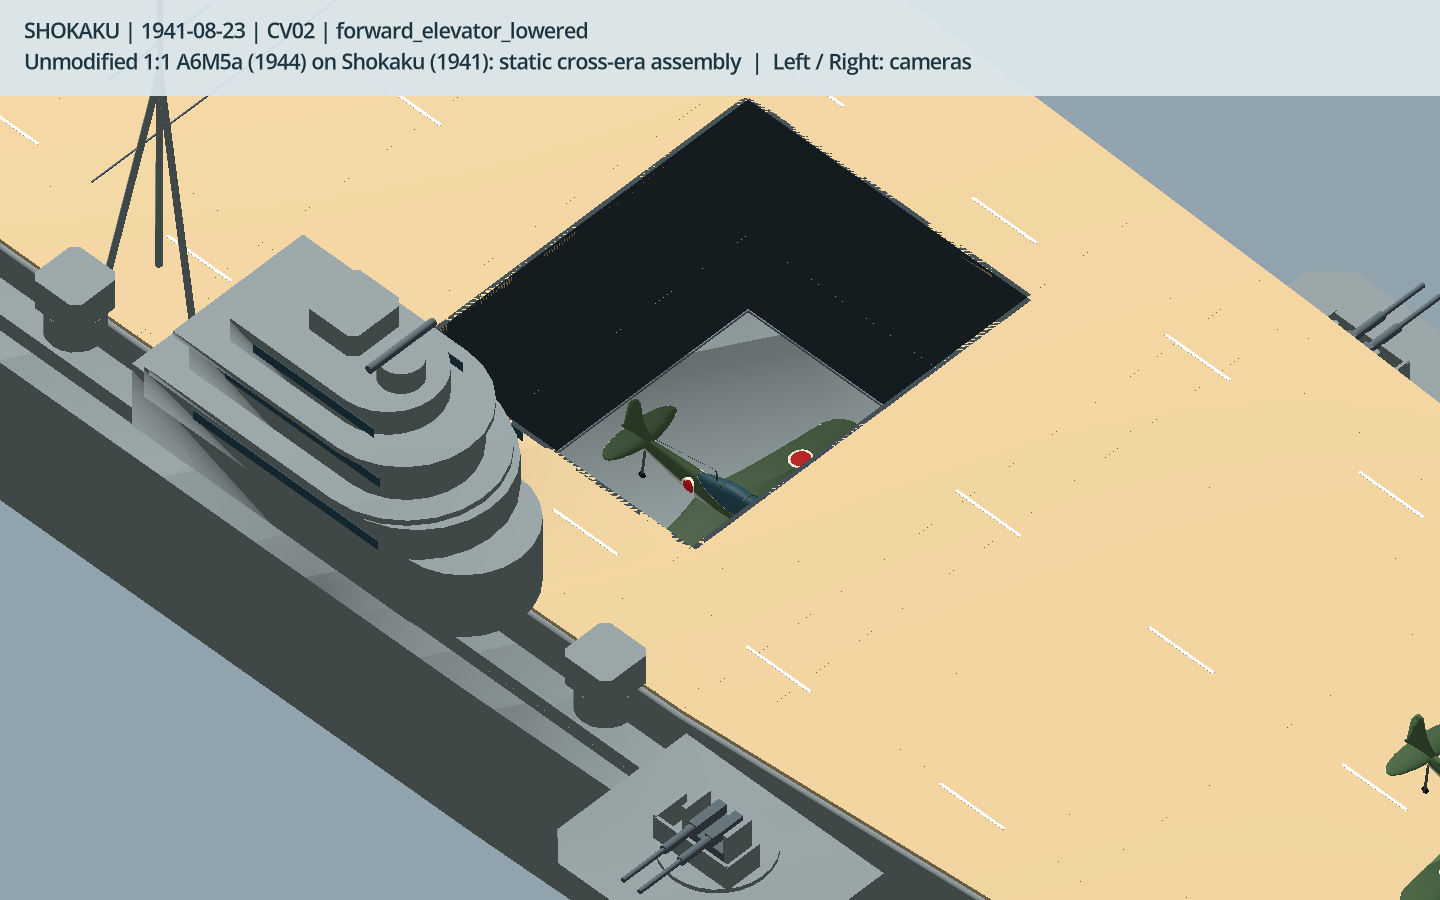 SHOKAKU | 1941-08-23 | CV02 | forward_elevator_lowered
Unmodified 1:1 A6M5a (1944) on Shokaku (1941): static cross-era assembly | Left / Right: cameras